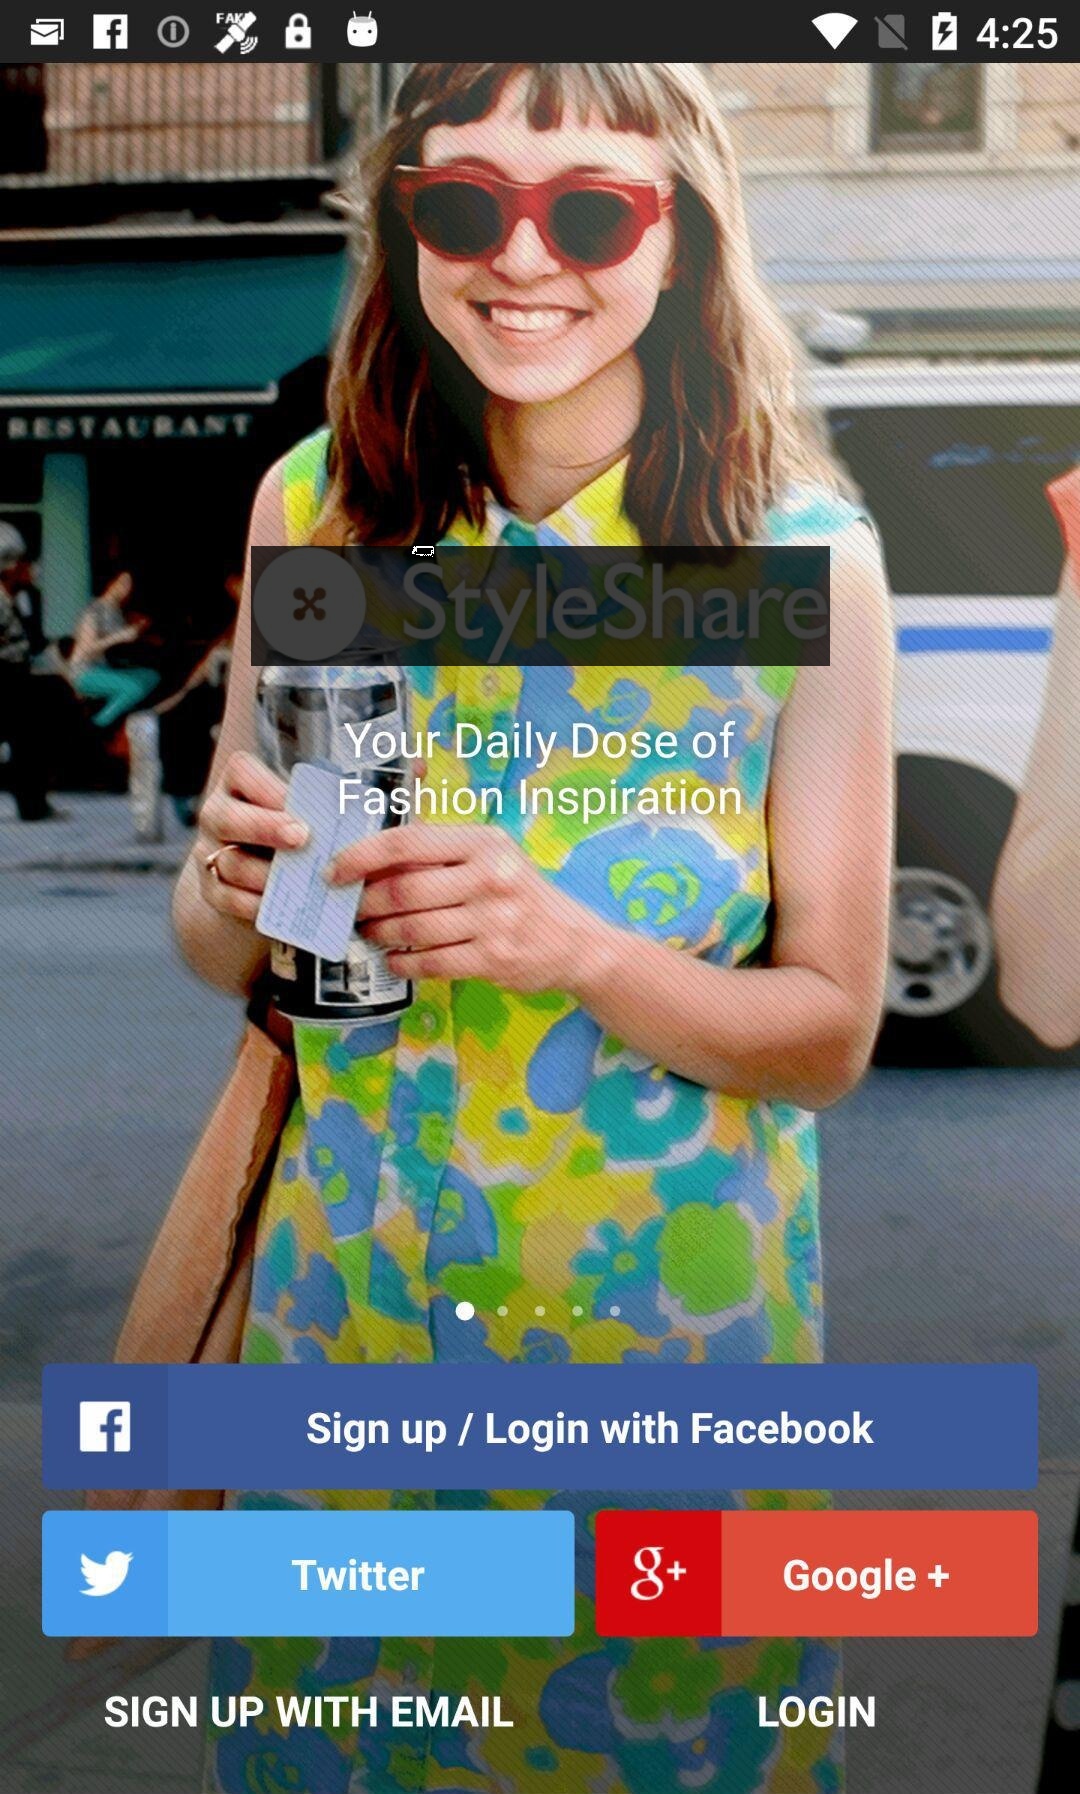 FAKE
4:25
RESTAURANT
StyleShare
Your Daily Dose of
Fashion Inspiration
Sign up / Login with Facebook
Twitter
g+ Google +
SIGN UP WITH EMAIL
LOGIN